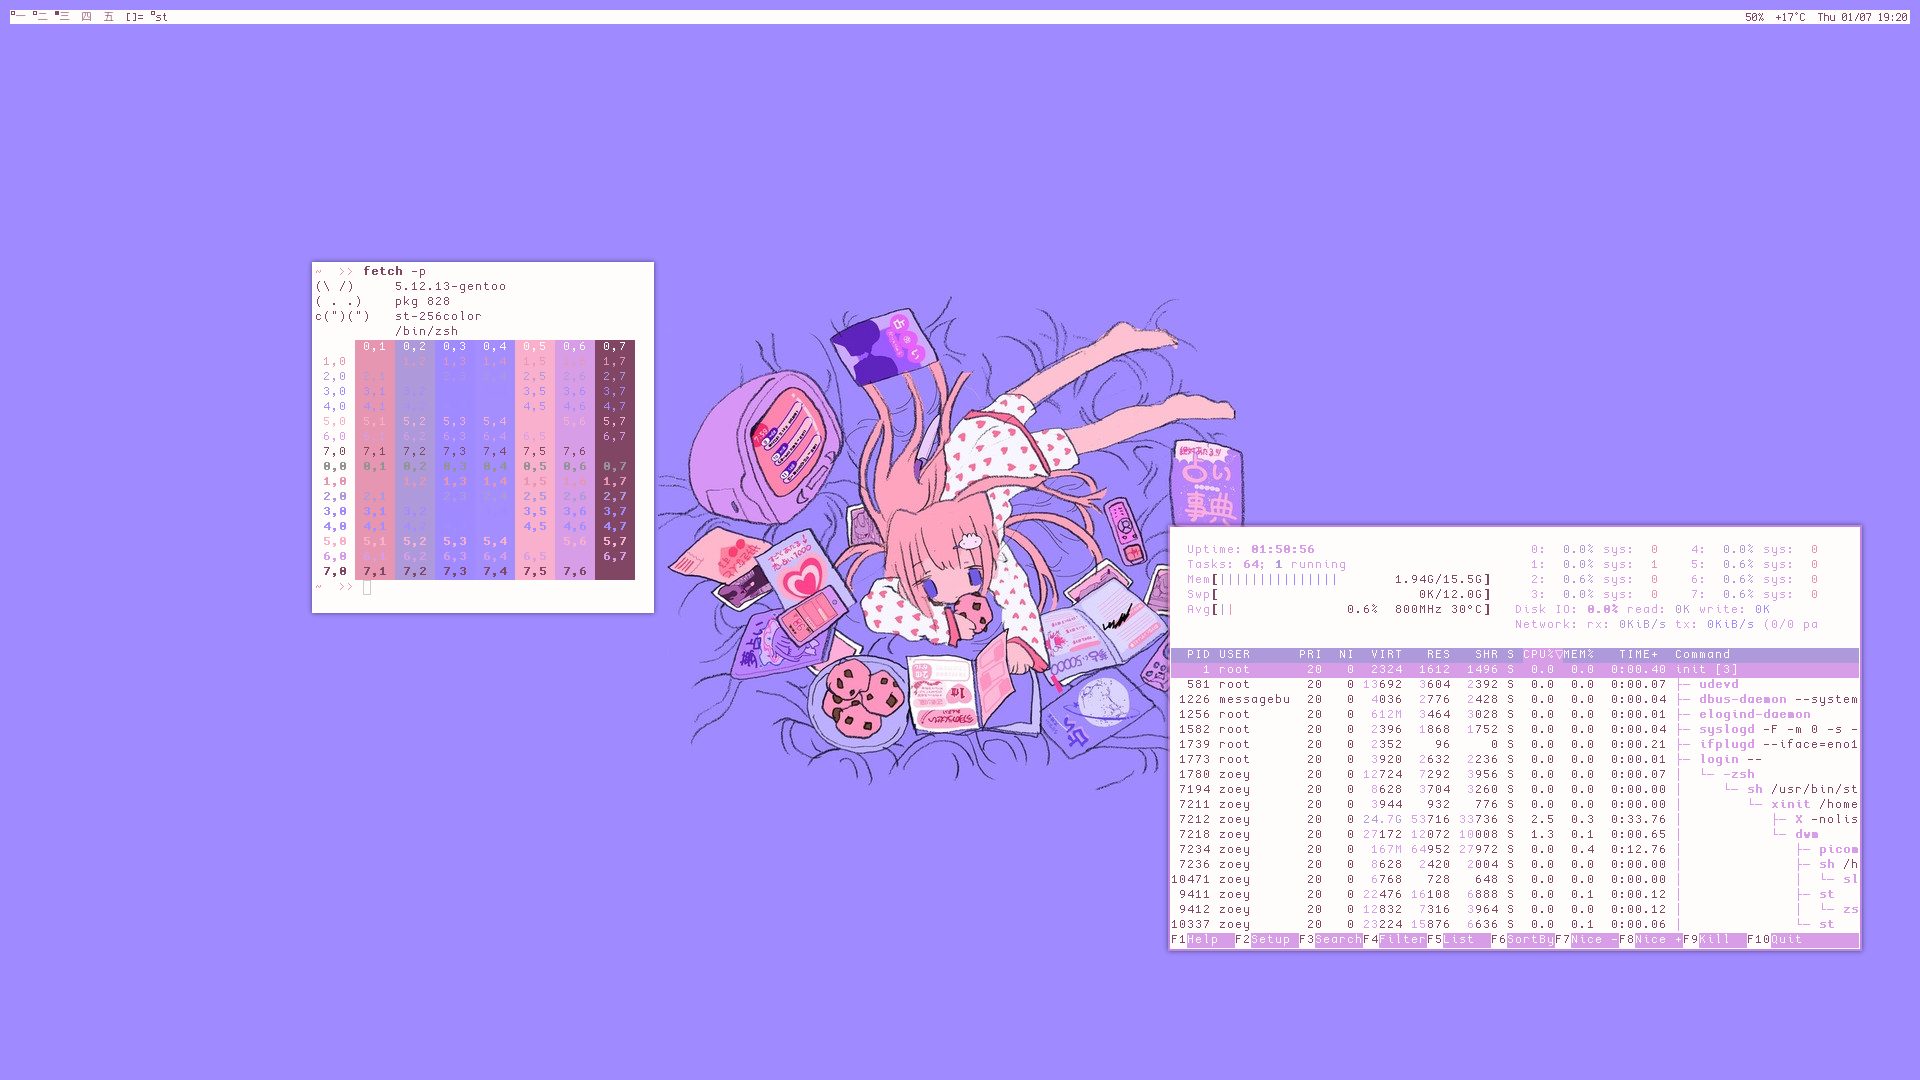 一 二 三 四 五 []= st
50% +17°C Thu 01/07 19:20
~ >> fetch -p
(\ /) 5.12.13-gentoo
( . .) pkg 828
c(")(") st-256color
/bin/zsh
0,1 0,2 0,3 0,4 0,5 0,6 0,7
1,0 1,2 1,3 1,4 1,5 1,6 1,7
2,0 2,1 2,3 2,5 2,6 2,7
3,0 3,1 3,2 3,5 3,6 3,7
4,0 4,1 4,2 4,5 4,6 4,7
5,0 5,1 5,2 5,3 5,4 5,6 5,7
6,0 6,1 6,2 6,3 6,4 6,5 6,7
7,0 7,1 7,2 7,3 7,4 7,5 7,6
0,0 0,1 0,2 0,3 0,4 0,5 0,6 0,7
1,0 1,2 1,3 1,4 1,5 1,6 1,7
2,0 2,1 2,3 2,4 2,5 2,6 2,7
3,0 3,1 3,2 3,5 3,6 3,7
4,0 4,1 4,2 4,5 4,6 4,7
5,0 5,1 5,2 5,3 5,4 5,6 5,7
6,0 6,1 6,2 6,3 6,4 6,5 6,7
7,0 7,1 7,2 7,3 7,4 7,5 7,6
~ >>
占い
事典
Uptime: 01:50:56 0: 0.0% sys: 0 4: 0.0% sys: 0
Tasks: 64; 1 running 1: 0.0% sys: 1 5: 0.6% sys: 0
Mem[||||||||||||||| 1.94G/15.5G] 2: 0.6% sys: 0 6: 0.6% sys: 0
Swp[ 0K/12.0G] 3: 0.0% sys: 0 7: 0.6% sys: 0
Avg[|| 0.6% 800MHz 30°C] Disk IO: 0.0% read: 0K write: 0K
Network: rx: 0KiB/s tx: 0KiB/s (0/0 pa
PID USER PRI NI VIRT RES SHR S CPU%▽MEM% TIME+ Command
1 root 20 0 2324 1612 1496 S 0.0 0.0 0:00.40 init [3]
581 root 20 0 13692 3604 2392 S 0.0 0.0 0:00.07 ├─ udevd
1226 messagebu 20 0 4036 2776 2428 S 0.0 0.0 0:00.04 ├─ dbus-daemon --system
1256 root 20 0 612M 3464 3028 S 0.0 0.0 0:00.01 ├─ elogind-daemon
1582 root 20 0 2396 1868 1752 S 0.0 0.0 0:00.04 ├─ syslogd -F -m 0 -s -
1739 root 20 0 2352 96 0 S 0.0 0.0 0:00.21 ├─ ifplugd --iface=eno1
1773 root 20 0 3920 2632 2236 S 0.0 0.0 0:00.01 ├─ login --
1780 zoey 20 0 12724 7292 3956 S 0.0 0.0 0:00.07 │ └─ -zsh
7194 zoey 20 0 8628 3704 3260 S 0.0 0.0 0:00.00 │ └─ sh /usr/bin/st
7211 zoey 20 0 3944 932 776 S 0.0 0.0 0:00.00 │ └─ xinit /home
7212 zoey 20 0 24.7G 53716 33736 S 2.5 0.3 0:33.76 │ ├─ X -nolis
7218 zoey 20 0 27172 12072 10008 S 1.3 0.1 0:00.65 │ └─ dwm
7234 zoey 20 0 167M 64952 27972 S 0.0 0.4 0:12.76 │ ├─ picom
7236 zoey 20 0 8628 2420 2004 S 0.0 0.0 0:00.00 │ ├─ sh /h
10471 zoey 20 0 6768 728 648 S 0.0 0.0 0:00.00 │ │ └─ sl
9411 zoey 20 0 22476 16108 6888 S 0.0 0.1 0:00.12 │ ├─ st
9412 zoey 20 0 12832 7316 3964 S 0.0 0.0 0:00.12 │ │ └─ zs
10337 zoey 20 0 23224 15876 6636 S 0.0 0.1 0:00.06 │ └─ st
F1Help F2Setup F3SearchF4FilterF5List F6SortByF7Nice -F8Nice +F9Kill F10Quit